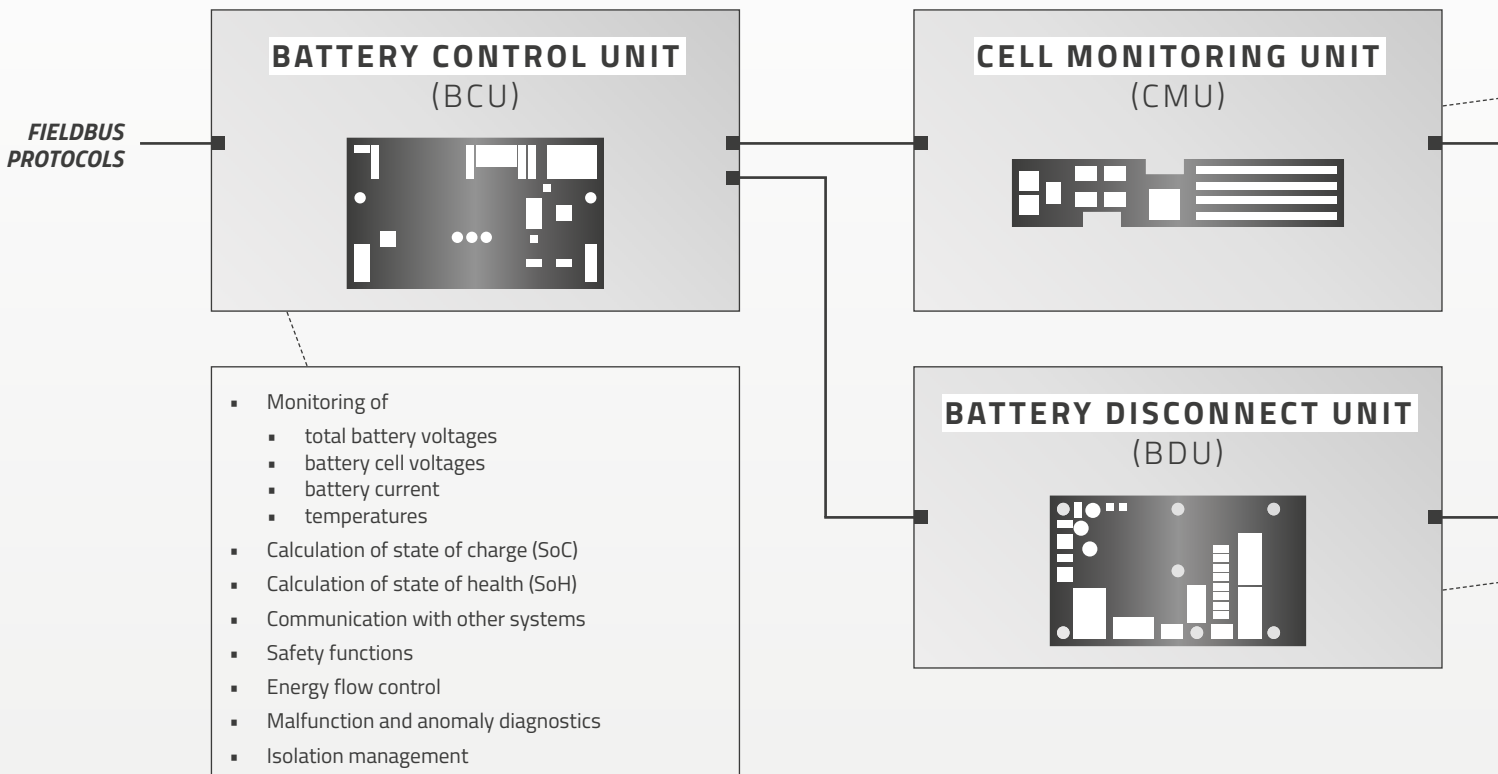 BATTERY CONTROL UNIT
(BCU)
CELL MONITORING UNIT
(CMU)
FIELDBUS
PROTOCOLS
Monitoring of
total battery voltages
battery cell voltages
battery current
temperatures
Calculation of state of charge (SoC)
Calculation of state of health (SoH)
Communication with other systems
Safety functions
Energy flow control
Malfunction and anomaly diagnostics
Isolation management
BATTERY DISCONNECT UNIT
(BDU)